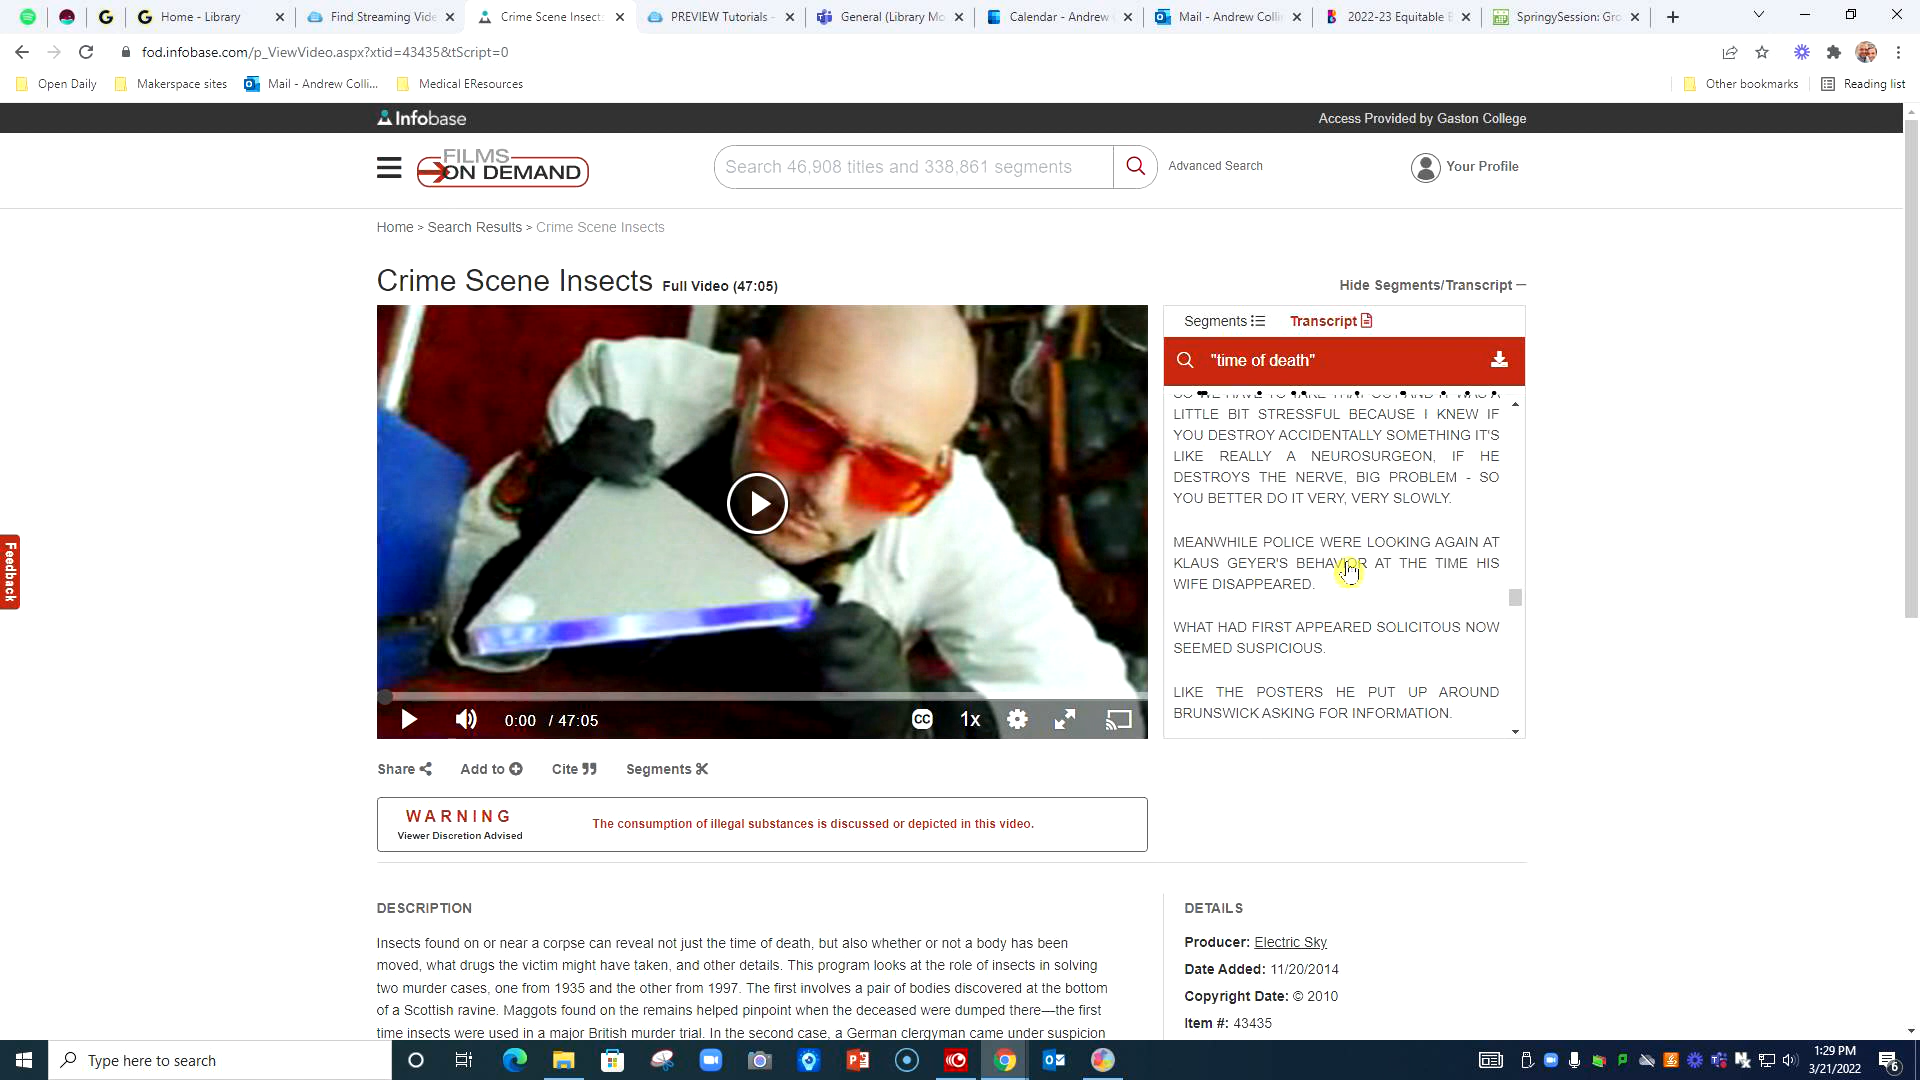 Home - Library
Find Streaming Vide
Crime Scene Insects
PREVIEW Tutorials -
General (Library Mo
Calendar - Andrew
Mail - Andrew Collin
2022-23 Equitable
SpringySession: Gro
fod.infobase.com/p_ViewVideo.aspx?xtid=43435&tScript=0
Open Daily
Makerspace sites
Mail - Andrew Colli...
Medical EResources
Other bookmarks
Reading list
Infobase
Access Provided by Gaston College
FILMS
ON DEMAND
Search 46,908 titles and 338,861 segments
Advanced Search
Your Profile
Home > Search Results > Crime Scene Insects
Crime Scene Insects Full Video (47:05)
Hide Segments/Transcript
Segments
Transcript
"time of death"
LITTLE BIT STRESSFUL BECAUSE I KNEW IF
YOU DESTROY ACCIDENTALLY SOMETHING IT'S
LIKE REALLY A NEUROSURGEON, IF HE
DESTROYS THE NERVE, BIG PROBLEM - SO
YOU BETTER DO IT VERY, VERY SLOWLY.
MEANWHILE POLICE WERE LOOKING AGAIN AT
KLAUS GEYER'S BEHAVIOR AT THE TIME HIS
WIFE DISAPPEARED.
WHAT HAD FIRST APPEARED SOLICITOUS NOW
SEEMED SUSPICIOUS.
LIKE THE POSTERS HE PUT UP AROUND
BRUNSWICK ASKING FOR INFORMATION.
0:00 / 47:05
CC
1x
Feedback
Share
Add to
Cite
Segments
WARNING
Viewer Discretion Advised
The consumption of illegal substances is discussed or depicted in this video.
DESCRIPTION
Insects found on or near a corpse can reveal not just the time of death, but also whether or not a body has been
moved, what drugs the victim might have taken, and other details. This program looks at the role of insects in solving
two murder cases, one from 1935 and the other from 1997. The first involves a pair of bodies discovered at the bottom
of a Scottish ravine. Maggots found on the remains helped pinpoint when the deceased were dumped there—the first
time insects were used in a major British murder trial. In the second case, a German clergyman came under suspicion
DETAILS
Producer: Electric Sky
Date Added: 11/20/2014
Copyright Date: © 2010
Item #: 43435
Type here to search
1:29 PM
3/21/2022
6